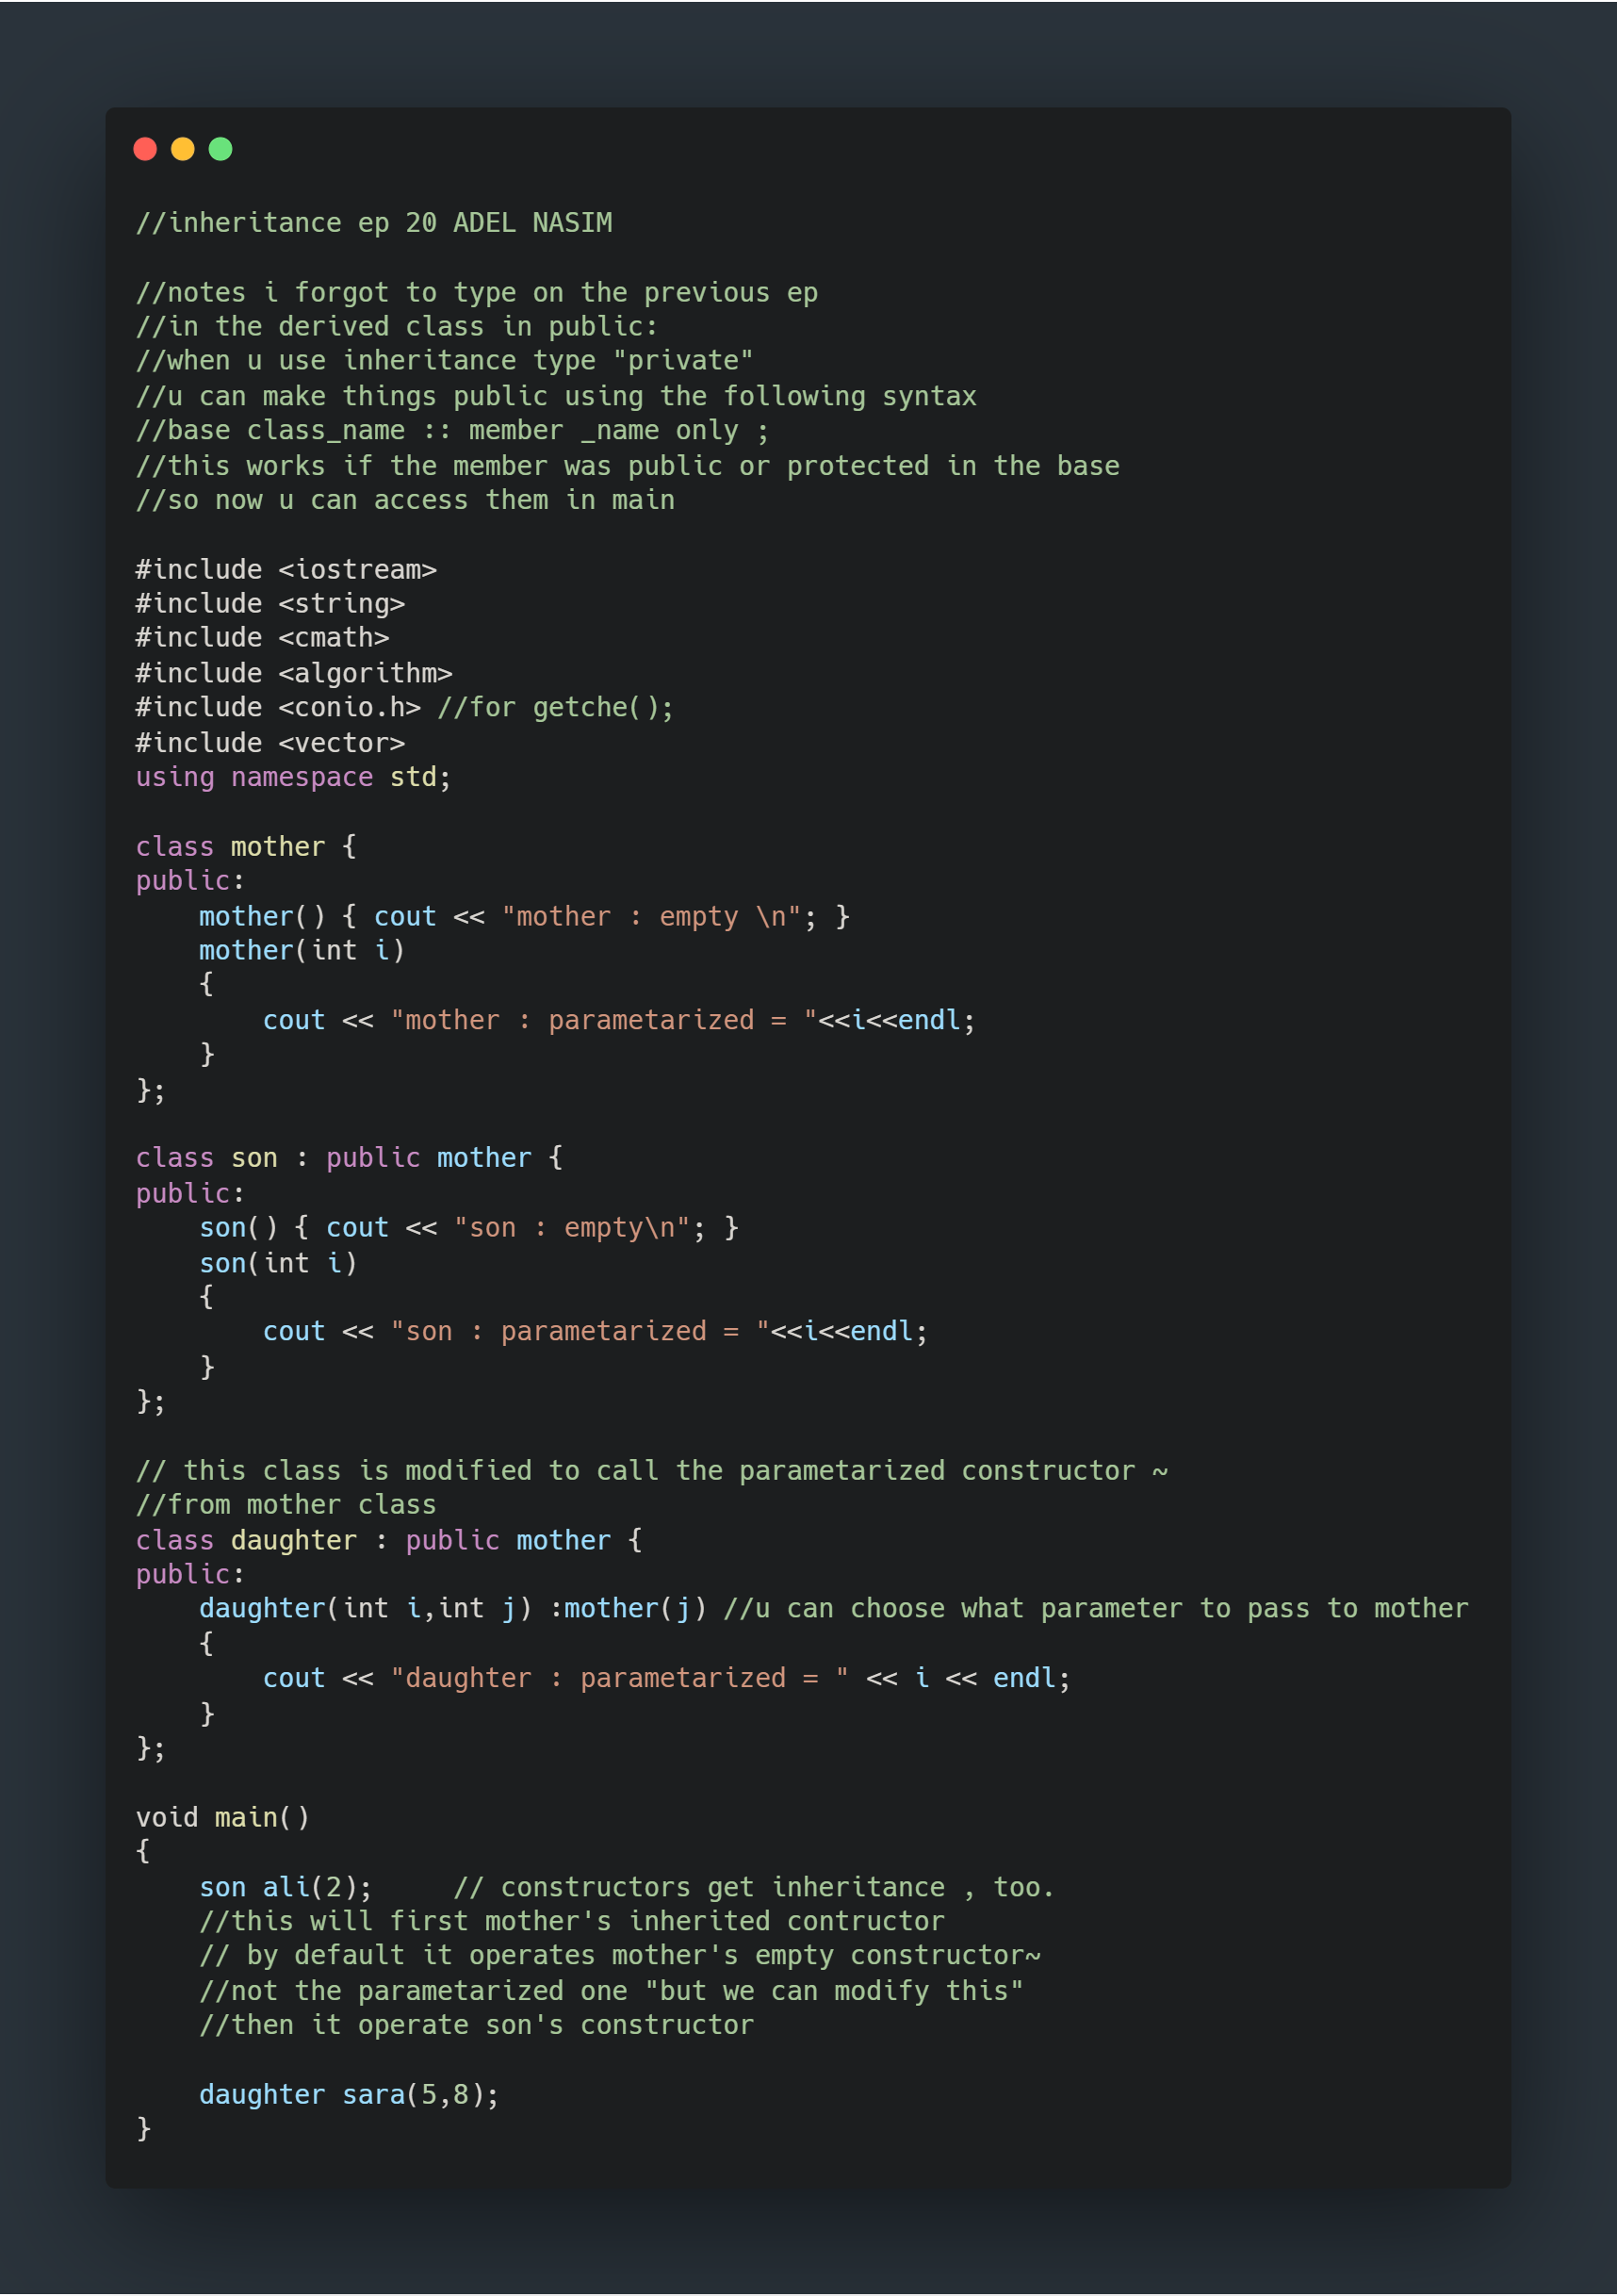 //inheritance ep 20 ADEL NASIM

//notes i forgot to type on the previous ep
//in the derived class in public:
//when u use inheritance type "private"
//u can make things public using the following syntax
//base class_name :: member _name only ;
//this works if the member was public or protected in the base
//so now u can access them in main

#include <iostream>
#include <string>
#include <cmath>
#include <algorithm>
#include <conio.h> //for getche();
#include <vector>
using namespace std;

class mother {
public:
    mother() { cout << "mother : empty \n"; }
    mother(int i)
    {
        cout << "mother : parametarized = "<<i<<endl;
    }
};

class son : public mother {
public:
    son() { cout << "son : empty\n"; }
    son(int i)
    {
        cout << "son : parametarized = "<<i<<endl;
    }
};

// this class is modified to call the parametarized constructor ~
//from mother class
class daughter : public mother {
public:
    daughter(int i,int j) :mother(j) //u can choose what parameter to pass to mother
    {
        cout << "daughter : parametarized = " << i << endl;
    }
};

void main()
{
    son ali(2);     // constructors get inheritance , too.
    //this will first mother's inherited contructor
    // by default it operates mother's empty constructor~
    //not the parametarized one "but we can modify this"
    //then it operate son's constructor

    daughter sara(5,8);
}